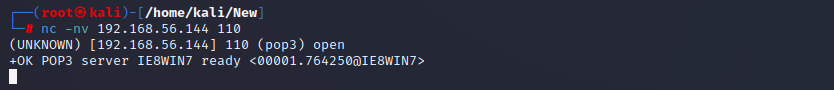 ┌──(root㉿kali)-[/home/kali/New]
└─# nc -nv 192.168.56.144 110
(UNKNOWN) [192.168.56.144] 110 (pop3) open
+OK POP3 server IE8WIN7 ready <00001.764250@IE8WIN7>